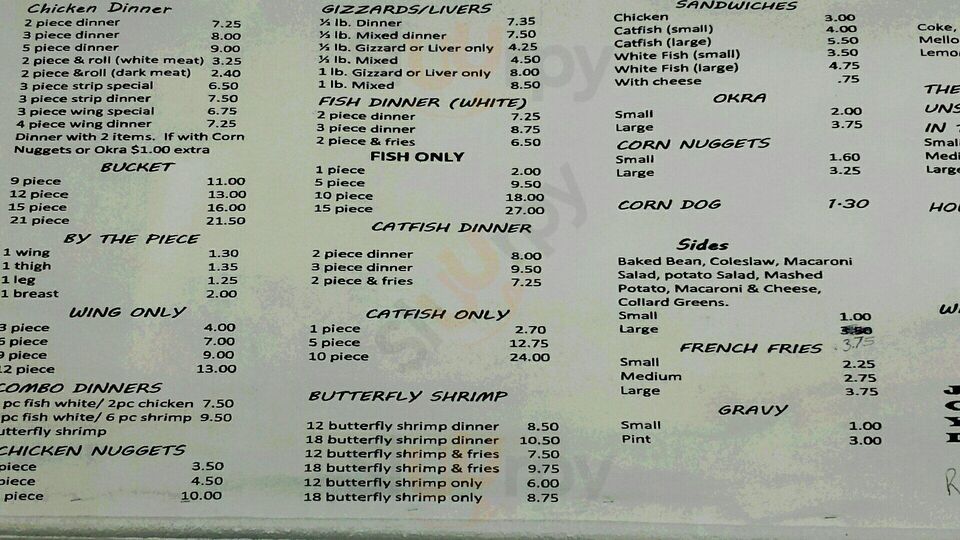 Chicken Dinner
2 piece dinner 7.25
3 piece dinner 8.00
5 piece dinner 9.00
2 piece & roll (white meat) 3.25
2 piece &roll (dark meat) 2.40
3 piece strip special 6.50
3 piece strip dinner 7.50
3 piece wing special 6.75
4 piece wing dinner 7.25
Dinner with 2 items. If with Corn
Nuggets or Okra $1.00 extra
BUCKET
9 piece 11.00
12 piece 13.00
15 piece 16.00
21 piece 21.50
BY THE PIECE
1 wing 1.30
1 thigh 1.35
1 leg 1.25
1 breast 2.00
WING ONLY
3 piece 4.00
6 piece 7.00
9 piece 9.00
12 piece 13.00
COMBO DINNERS
pc fish white/ 2pc chicken 7.50
pc fish white/ 6 pc shrimp 9.50
utterfly shrimp
CHICKEN NUGGETS
piece 3.50
piece 4.50
piece 10.00
GIZZARDS/LIVERS
½ lb. Dinner 7.35
½ lb. Mixed dinner 7.50
½ lb. Gizzard or Liver only 4.25
½ lb. Mixed 4.50
1 lb. Gizzard or Liver only 8.00
1 lb. Mixed 8.50
FISH DINNER (WHITE)
2 piece dinner 7.25
3 piece dinner 8.75
2 piece & fries 6.50
FISH ONLY
1 piece 2.00
5 piece 9.50
10 piece 18.00
15 piece 27.00
CATFISH DINNER
2 piece dinner 8.00
3 piece dinner 9.50
2 piece & fries 7.25
CATFISH ONLY
1 piece 2.70
5 piece 12.75
10 piece 24.00
BUTTERFLY SHRIMP
12 butterfly shrimp dinner 8.50
18 butterfly shrimp dinner 10.50
12 butterfly shrimp & fries 7.50
18 butterfly shrimp & fries 9.75
12 butterfly shrimp only 6.00
18 butterfly shrimp only 8.75
SANDWICHES
Chicken 3.00
Catfish (small) 4.00
Catfish (large) 5.50
White Fish (small) 3.50
White Fish (large) 4.75
With cheese .75
OKRA
Small 2.00
Large 3.75
CORN NUGGETS
Small 1.60
Large 3.25
CORN DOG 1.30
Sides
Baked Bean, Coleslaw, Macaroni
Salad, potato Salad, Mashed
Potato, Macaroni & Cheese,
Collard Greens.
Small 1.00
Large
3.75
FRENCH FRIES
Small 2.25
Medium 2.75
Large 3.75
GRAVY
Small 1.00
Pint 3.00
Coke,
Mello
Lemo
THE
UNS
IN T
Smal
Medi
Large
HOU
R
sluurpy